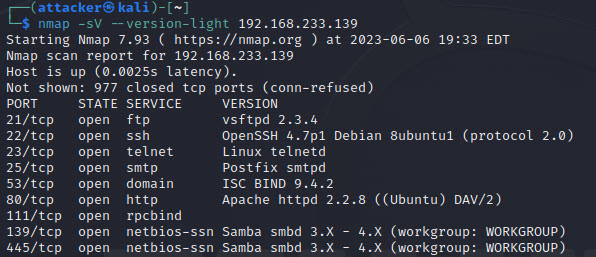 ┌──(attacker㉿kali)-[~]
└─$ nmap -sV --version-light 192.168.233.139
Starting Nmap 7.93 ( https://nmap.org ) at 2023-06-06 19:33 EDT
Nmap scan report for 192.168.233.139
Host is up (0.0025s latency).
Not shown: 977 closed tcp ports (conn-refused)
PORT    STATE SERVICE     VERSION
21/tcp  open  ftp         vsftpd 2.3.4
22/tcp  open  ssh         OpenSSH 4.7p1 Debian 8ubuntu1 (protocol 2.0)
23/tcp  open  telnet      Linux telnetd
25/tcp  open  smtp        Postfix smtpd
53/tcp  open  domain      ISC BIND 9.4.2
80/tcp  open  http        Apache httpd 2.2.8 ((Ubuntu) DAV/2)
111/tcp open  rpcbind
139/tcp open  netbios-ssn Samba smbd 3.X - 4.X (workgroup: WORKGROUP)
445/tcp open  netbios-ssn Samba smbd 3.X - 4.X (workgroup: WORKGROUP)